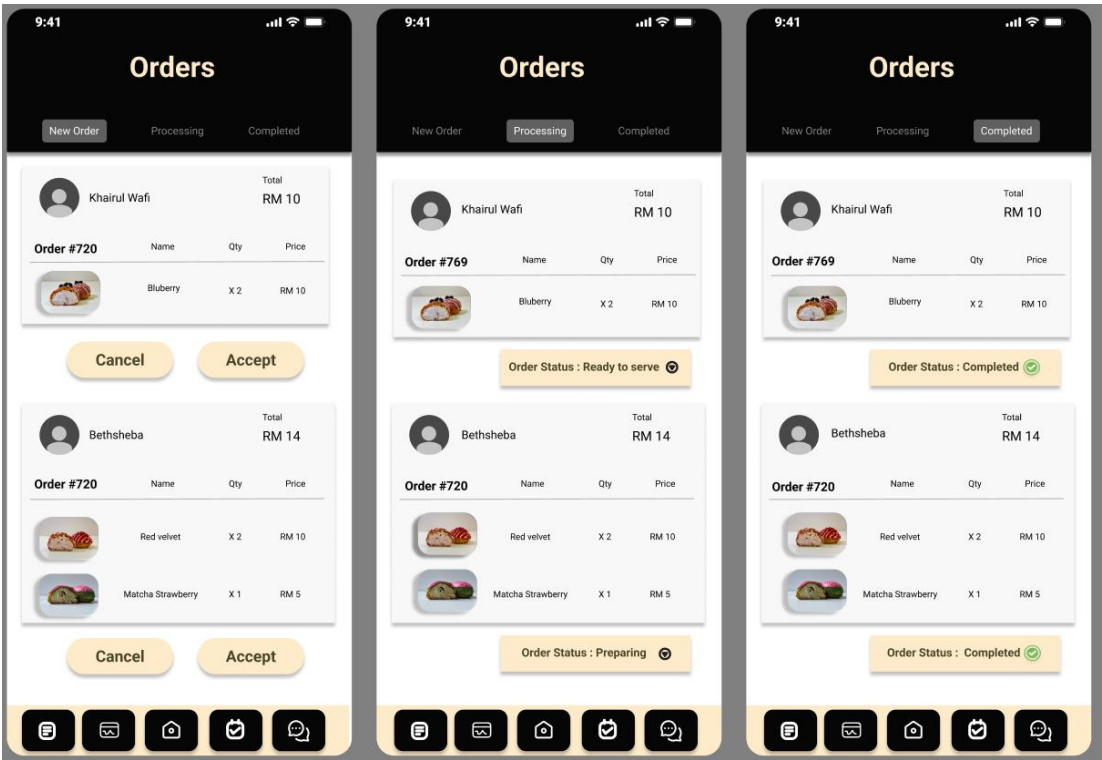 9:41
Orders
New Order Processing Completed
Khairul Wafi
Total
RM 10
Order #720 Name Qty Price
Bluberry X 2 RM 10
Cancel Accept
Bethsheba
Total
RM 14
Order #720 Name Qty Price
Red velvet X 2 RM 10
Matcha Strawberry X 1 RM 5
Cancel Accept
9:41
Orders
New Order Processing Completed
Khairul Wafi
Total
RM 10
Order #769 Name Qty Price
Bluberry X 2 RM 10
Order Status : Ready to serve
Bethsheba
Total
RM 14
Order #720 Name Qty Price
Red velvet X 2 RM 10
Matcha Strawberry X 1 RM 5
Order Status : Preparing
9:41
Orders
New Order Processing Completed
Khairul Wafi
Total
RM 10
Order #769 Name Qty Price
Bluberry X 2 RM 10
Order Status : Completed
Bethsheba
Total
RM 14
Order #720 Name Qty Price
Red velvet X 2 RM 10
Matcha Strawberry X 1 RM 5
Order Status : Completed